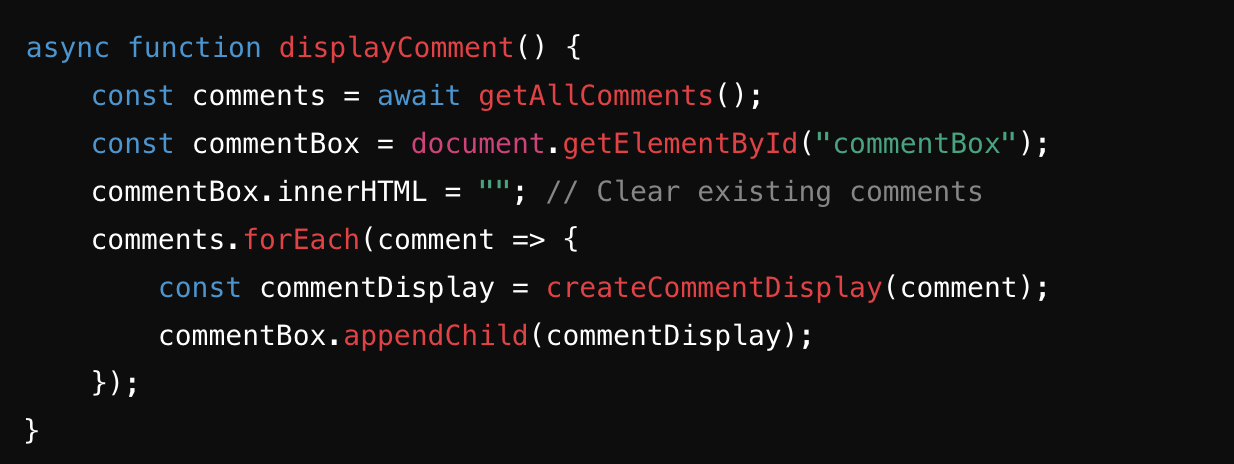 async function displayComment() {
    const comments = await getAllComments();
    const commentBox = document.getElementById("commentBox");
    commentBox.innerHTML = ""; // Clear existing comments
    comments.forEach(comment => {
        const commentDisplay = createCommentDisplay(comment);
        commentBox.appendChild(commentDisplay);
    });
}